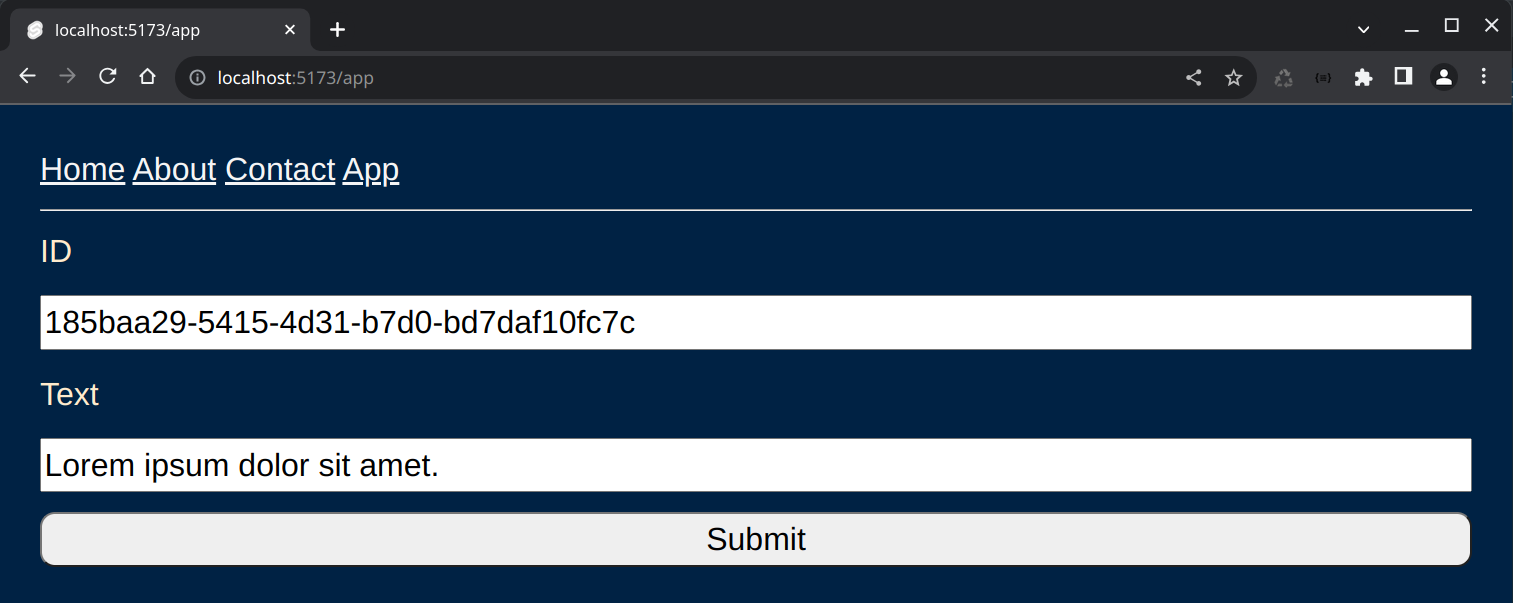 localhost:5173/app
localhost:5173/app
Home About Contact App
ID
185baa29-5415-4d31-b7d0-bd7daf10fc7c
Text
Lorem ipsum dolor sit amet.
Submit